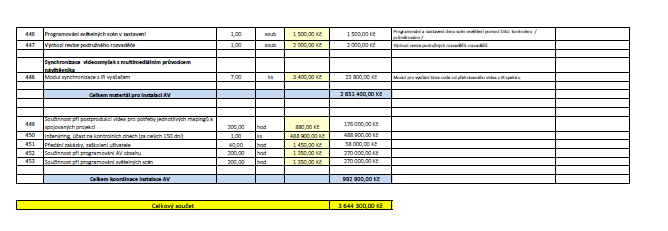 446 Programování světelných scén v zastavení 1,00 soub 1 500,00 Kč 1 500,00 Kč Programování a nastavení dvou scén osvětlení pomocí DALI kontroleru /
průměrováno /
447 Výchozí revize podružného rozvaděče 1,00 soub 2 000,00 Kč 2 000,00 Kč Výchozí revize podružných rozvaděčů rozvaděčů
Synchronizace videosmyček s multimediálním průvodcem
návštěvníka
448 Modul synchronizace s IR vysílačem 7,00 ks 3 400,00 Kč 23 800,00 Kč Modul pro vysílání time code od přehrávaného videa v IR spektru
Celkem materiál pro instalaci AV 2 651 400,00 Kč
449 Součinnost při postprodukci videa pro potřeby jednotlivých mapingů a
spojovaných projekcí 200,00 hod 880,00 Kč 176 000,00 Kč
450 Inženýring, účast na kontrolních dnech (za celých 150 dní) 1,00 ks 488 900,00 Kč 488 900,00 Kč
451 Předání zakázky, zaškolení uživatele 40,00 hod 1 450,00 Kč 58 000,00 Kč
452 Součinnost při programování AV obsahu 200,00 hod 1 350,00 Kč 270 000,00 Kč
453 Součinnost při programování světelných scén 200,00 hod 1 350,00 Kč 270 000,00 Kč
Celkem koordinace instalace AV 992 900,00 Kč
Celkový součet 3 644 300,00 Kč